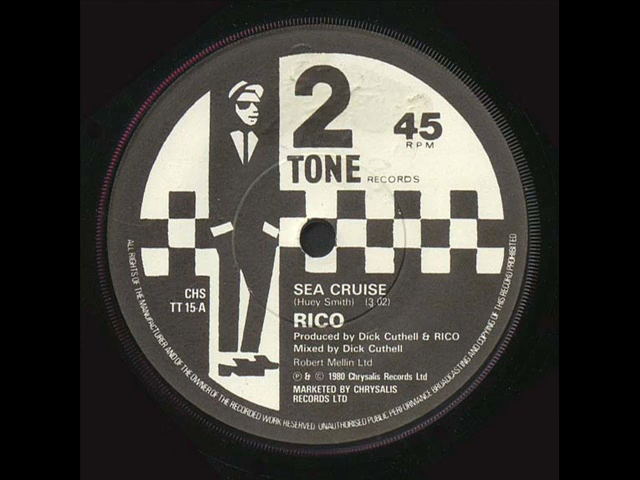 2
TONE RECORDS
45
RPM
CHS
TT 15-A
SEA CRUISE
(Huey Smith) (3.02)
RICO
Produced by Dick Cuthell & RICO
Mixed by Dick Cuthell
Robert Mellin Ltd
℗ & © 1980 Chrysalis Records Ltd
MARKETED BY CHRYSALIS
RECORDS LTD
ALL RIGHTS OF THE MANUFACTURER AND OF THE OWNER OF THE RECORDED WORK RESERVED. UNAUTHORISED PUBLIC PERFORMANCE BROADCASTING AND COPYING OF THIS RECORD PROHIBITED